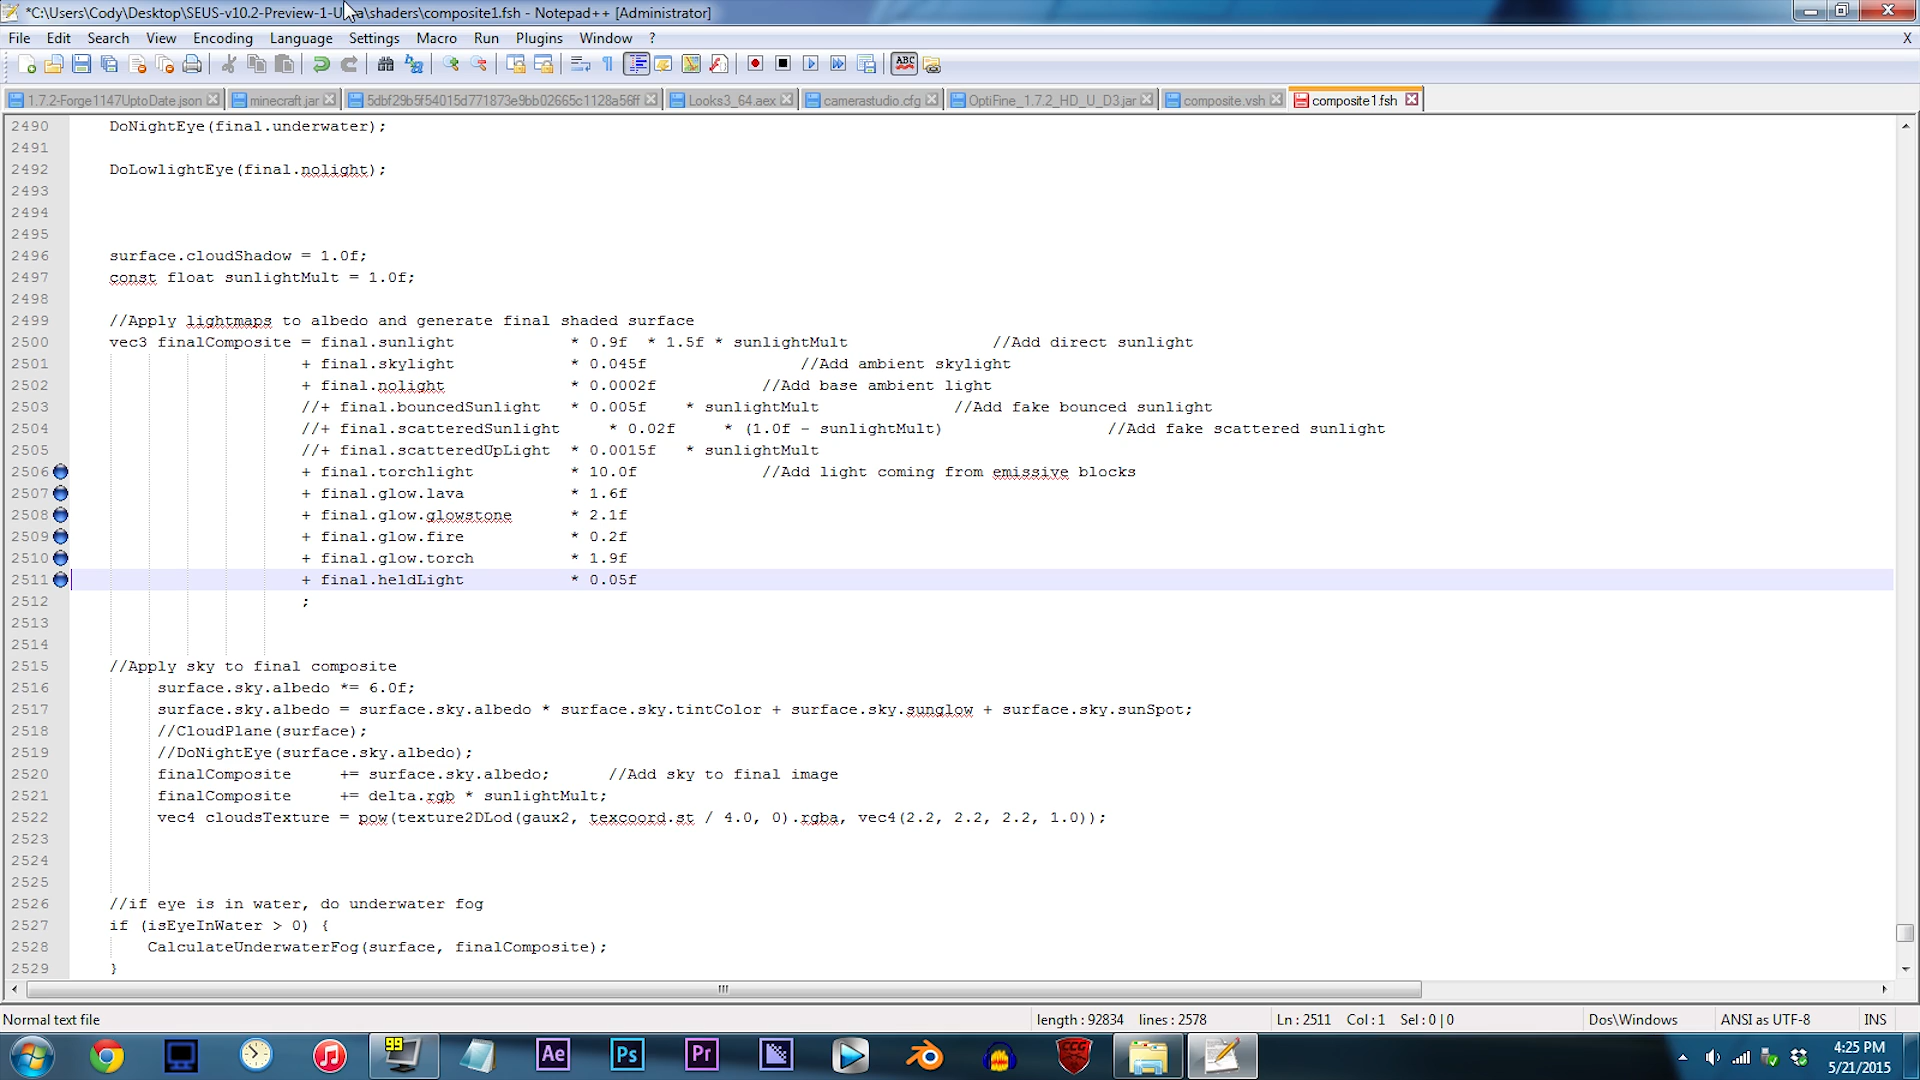 *C:\Users\Cody\Desktop\SEUS-v10.2-Preview-1-U a\shaders\composite1.fsh - Notepad++ [Administrator]
File Edit Search View Encoding Language Settings Macro Run Plugins Window ? X
1.7.2-Forge1147UptoDate.json minecraft.jar 5dbf29b5f54015d771873e9bb02665c1128a56ff Looks3_64.aex camerastudio.cfg OptiFine_1.7.2_HD_U_D3.jar composite.vsh composite1.fsh
2490 DoNightEye(final.underwater);
2491
2492 DoLowlightEye(final.nolight);
2493
2494
2495
2496 surface.cloudShadow = 1.0f;
2497 const float sunlightMult = 1.0f;
2498
2499 //Apply lightmaps to albedo and generate final shaded surface
2500 vec3 finalComposite = final.sunlight * 0.9f * 1.5f * sunlightMult //Add direct sunlight
2501 + final.skylight * 0.045f //Add ambient skylight
2502 + final.nolight * 0.0002f //Add base ambient light
2503 //+ final.bouncedSunlight * 0.005f * sunlightMult //Add fake bounced sunlight
2504 //+ final.scatteredSunlight * 0.02f * (1.0f - sunlightMult) //Add fake scattered sunlight
2505 //+ final.scatteredUpLight * 0.0015f * sunlightMult
2506 + final.torchlight * 10.0f //Add light coming from emissive blocks
2507 + final.glow.lava * 1.6f
2508 + final.glow.glowstone * 2.1f
2509 + final.glow.fire * 0.2f
2510 + final.glow.torch * 1.9f
2511 + final.heldLight * 0.05f
2512 ;
2513
2514
2515 //Apply sky to final composite
2516 surface.sky.albedo *= 6.0f;
2517 surface.sky.albedo = surface.sky.albedo * surface.sky.tintColor + surface.sky.sunglow + surface.sky.sunSpot;
2518 //CloudPlane(surface);
2519 //DoNightEye(surface.sky.albedo);
2520 finalComposite += surface.sky.albedo; //Add sky to final image
2521 finalComposite += delta.rgb * sunlightMult;
2522 vec4 cloudsTexture = pow(texture2DLod(gaux2, texcoord.st / 4.0, 0).rgba, vec4(2.2, 2.2, 2.2, 1.0));
2523
2524
2525
2526 //if eye is in water, do underwater fog
2527 if (isEyeInWater > 0) {
2528 CalculateUnderwaterFog(surface, finalComposite);
2529 }
Normal text file length : 92834 lines : 2578 Ln : 2511 Col : 1 Sel : 0 | 0 Dos\Windows ANSI as UTF-8 INS
99 Ae Ps Pr CCG 4:25 PM
5/21/2015